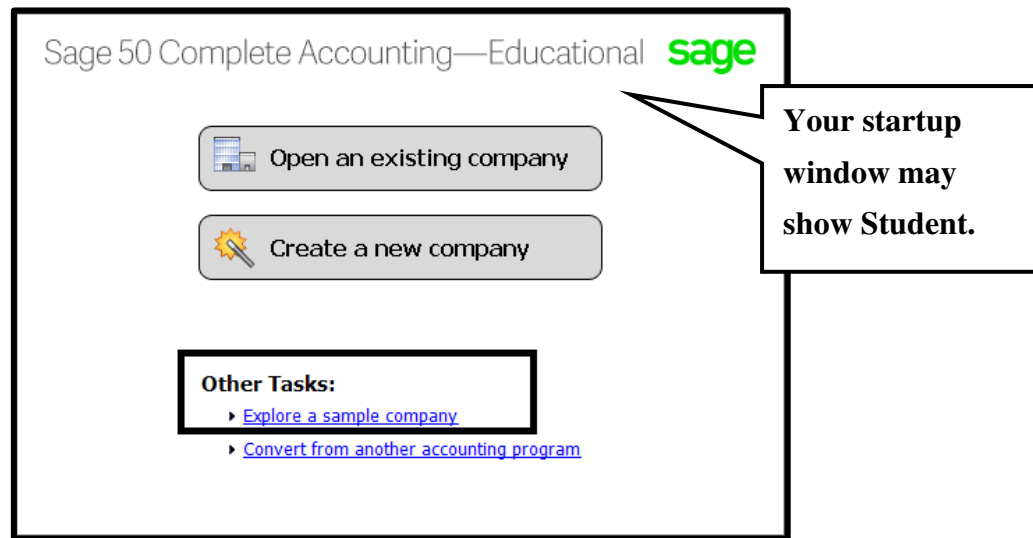 Sage 50 Complete Accounting—Educational sage
Your startup
window may
show Student.
Open an existing company
Create a new company
Other Tasks:
Explore a sample company
Convert from another accounting program